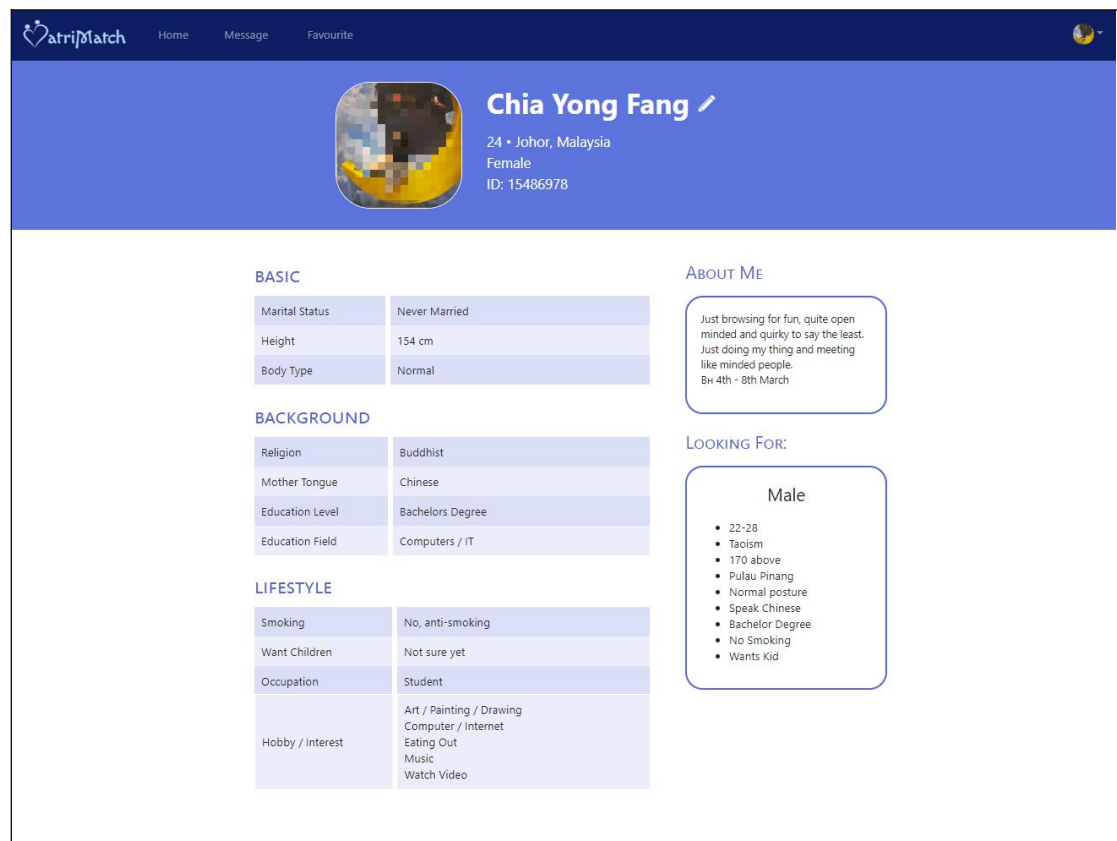 MatriMatch Home Message Favourite
Chia Yong Fang
24 • Johor, Malaysia
Female
ID: 15486978
BASIC
Marital Status Never Married
Height 154 cm
Body Type Normal
BACKGROUND
Religion Buddhist
Mother Tongue Chinese
Education Level Bachelors Degree
Education Field Computers / IT
LIFESTYLE
Smoking No, anti-smoking
Want Children Not sure yet
Occupation Student
Hobby / Interest
Art / Painting / Drawing
Computer / Internet
Eating Out
Music
Watch Video
About Me
Just browsing for fun, quite open
minded and quirky to say the least.
Just doing my thing and meeting
like minded people.
Bʜ 4th - 8th March
Looking For:
Male
• 22-28
• Taoism
• 170 above
• Pulau Pinang
• Normal posture
• Speak Chinese
• Bachelor Degree
• No Smoking
• Wants Kid